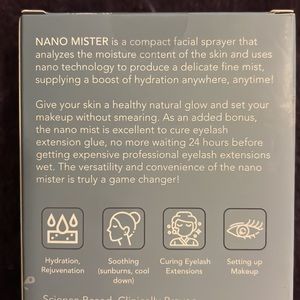 NANO MISTER is a compact facial sprayer that
analyzes the moisture content of the skin and uses
nano technology to produce a delicate fine mist,
supplying a boost of hydration anywhere, anytime!
Give your skin a healthy natural glow and set your
makeup without smearing. As an added bonus,
the nano mist is excellent to cure eyelash
extension glue, no more waiting 24 hours before
getting expensive professional eyelash extensions
wet. The versatility and convenience of the nano
mister is truly a game changer!
Hydration,
Rejuvenation
Soothing
(sunburns, cool
down)
Curing Eyelash
Extensions
Setting up
Makeup
Science Based, Clinically Proven